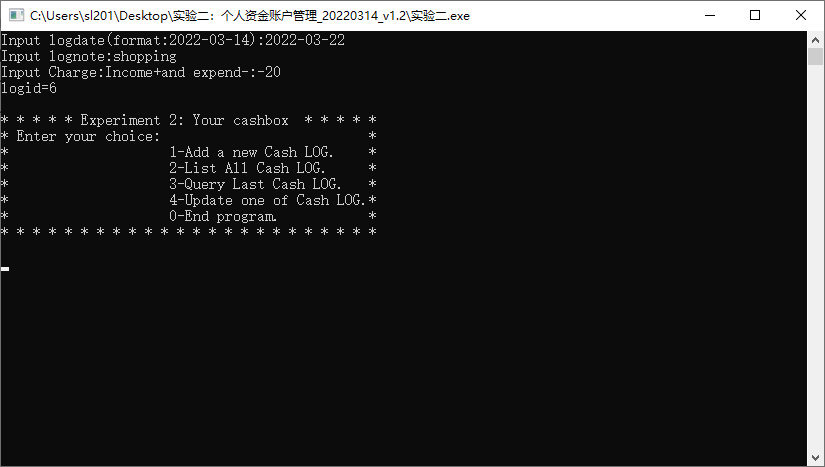 C:\Users\sl201\Desktop\实验二：个人资金账户管理_20220314_v1.2\实验二.exe
Input logdate(format:2022-03-14):2022-03-22
Input lognote:shopping
Input Charge:Income+and expend-:-20
logid=6
* * * * * Experiment 2: Your cashbox * * * * *
* Enter your choice: *
* 1-Add a new Cash LOG. *
* 2-List All Cash LOG. *
* 3-Query Last Cash LOG. *
* 4-Update one of Cash LOG.*
* 0-End program. *
* * * * * * * * * * * * * * * * * * * * * * * *